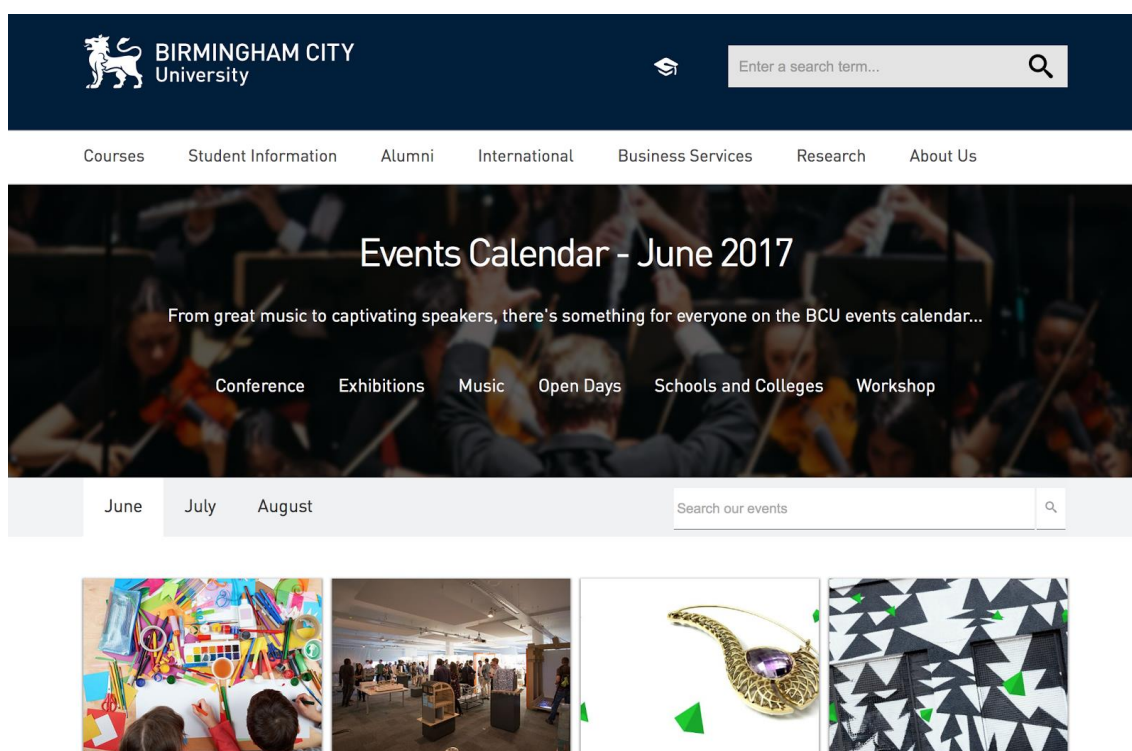 BIRMINGHAM CITY
University
Enter a search term...
Courses Student Information Alumni International Business Services Research About Us
Events Calendar - June 2017
From great music to captivating speakers, there's something for everyone on the BCU events calendar...
Conference Exhibitions Music Open Days Schools and Colleges Workshop
June July August
Search our events